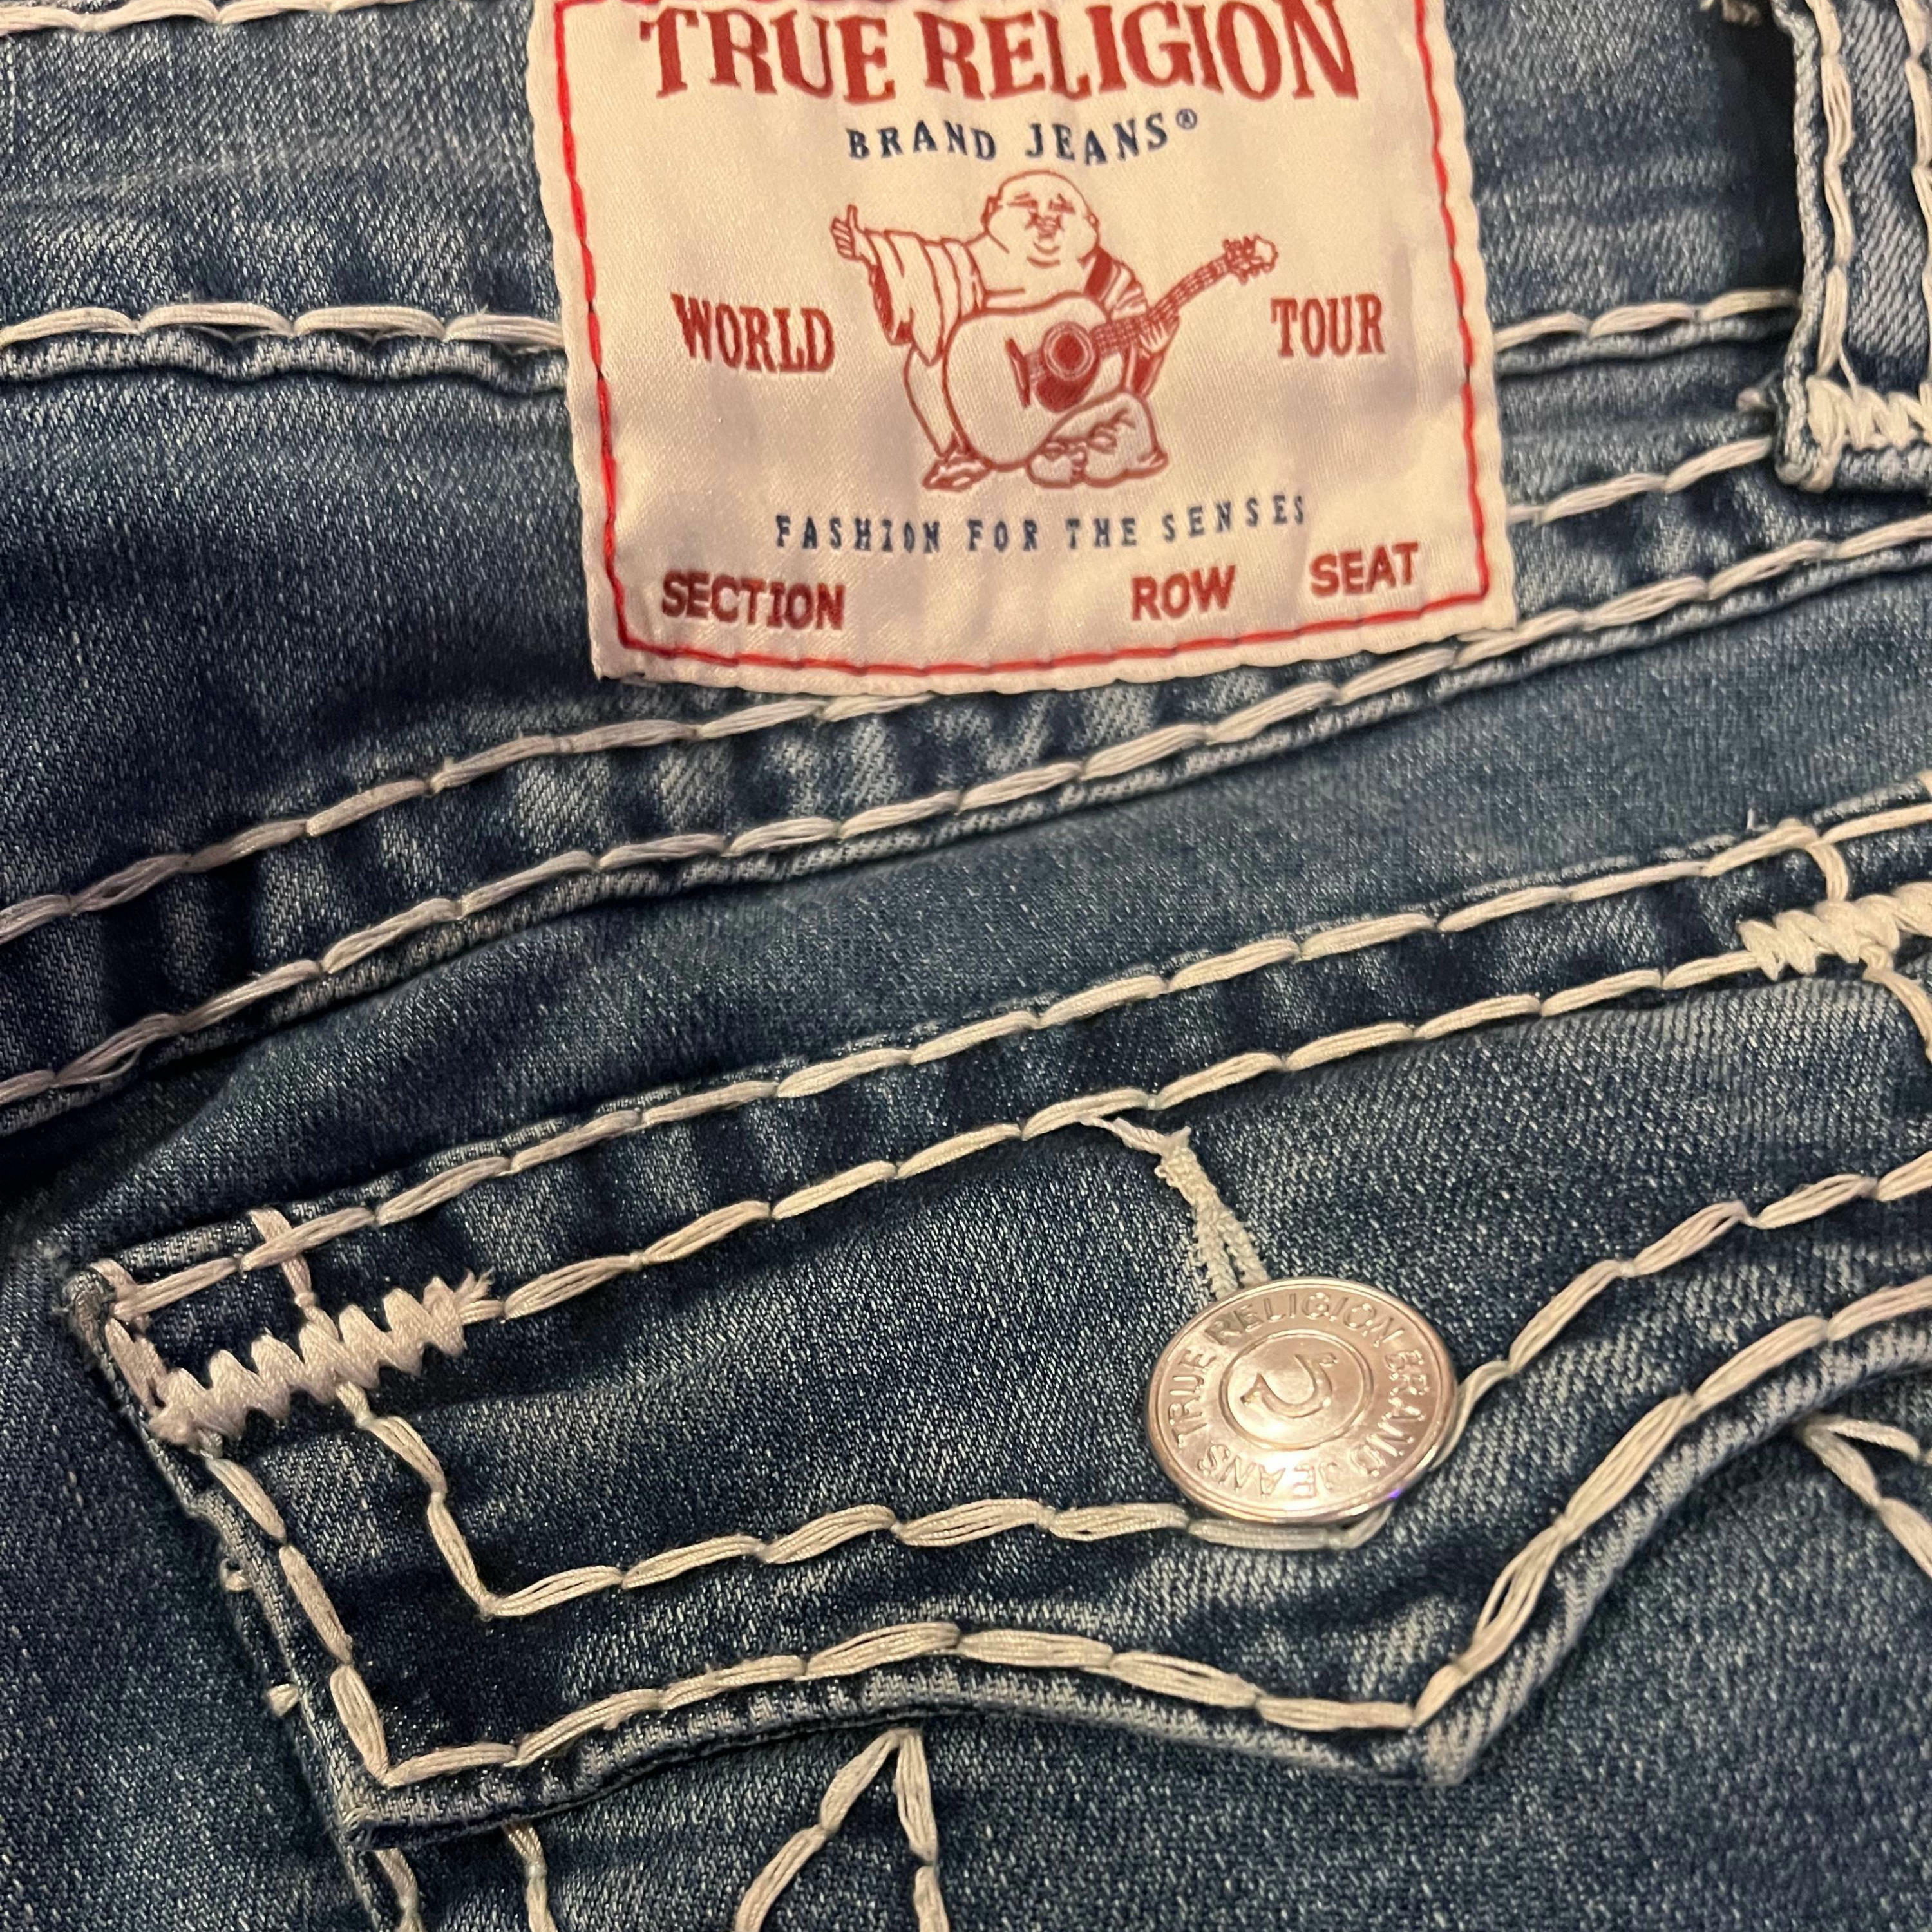 TRUE RELIGION
BRAND JEANS®
WORLD TOUR
FASHION FOR THE SENSES
SECTION ROW SEAT
TRUE RELIGION BRAND JEANS